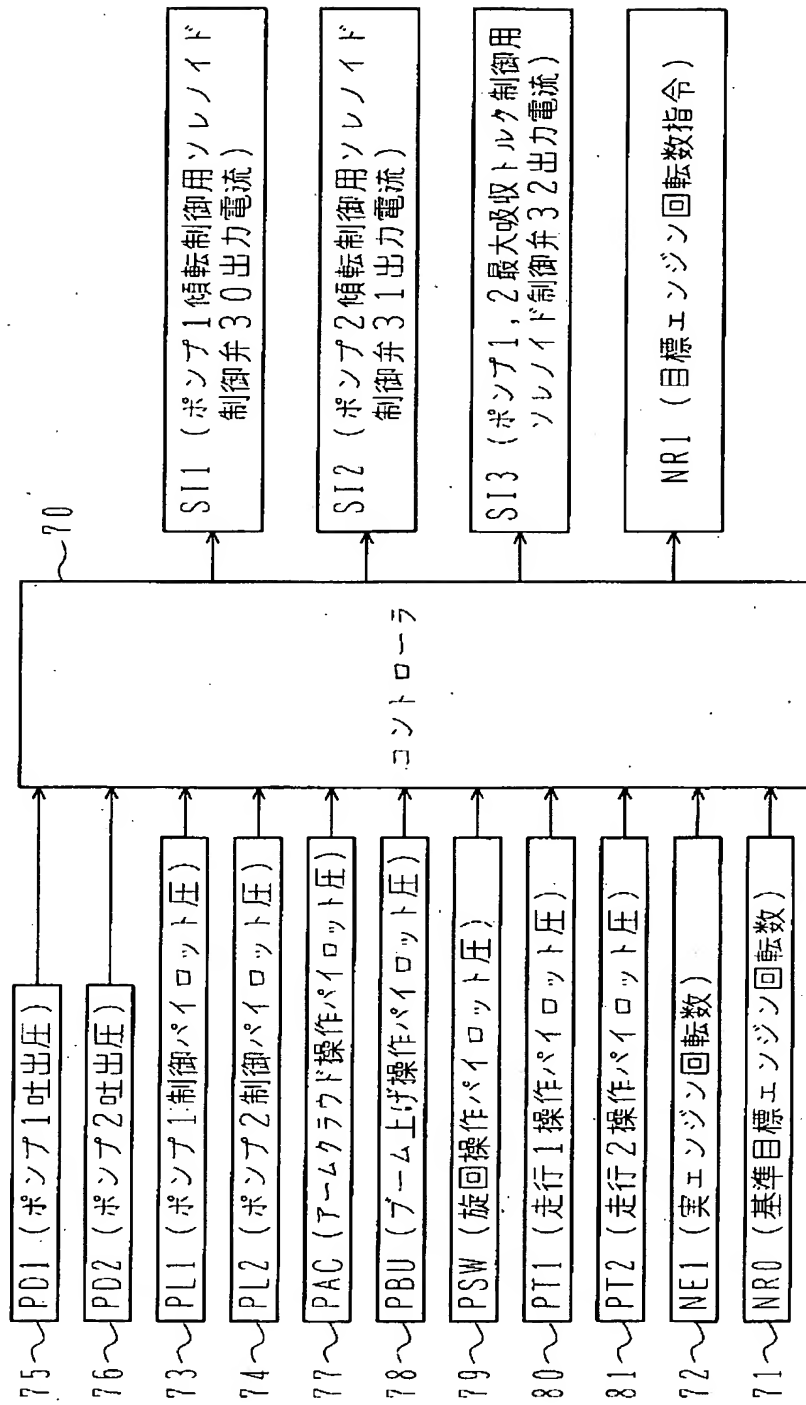 75
PD1 (ポンプ1吐出圧)
76
PD2 (ポンプ2吐出圧)
73
PL1 (ポンプ1制御パイロット圧)
74
PL2 (ポンプ2制御パイロット圧)
77
PAC (アームクラウド操作パイロット圧)
78
PBU (ブーム上げ操作パイロット圧)
79
PSW (旋回操作パイロット圧)
80
PT1 (走行1操作パイロット圧)
81
PT2 (走行2操作パイロット圧)
72
NE1 (実エンジン回転数)
71
NR0 (基準目標エンジン回転数)
コントローラ
70
SI1 (ポンプ1傾転制御用ソレノイド
制御弁30出力電流)
SI2 (ポンプ2傾転制御用ソレノイド
制御弁31出力電流)
SI3 (ポンプ1,2最大吸収トルク制御用
ソレノイド制御弁32出力電流)
NR1 (目標エンジン回転数指令)